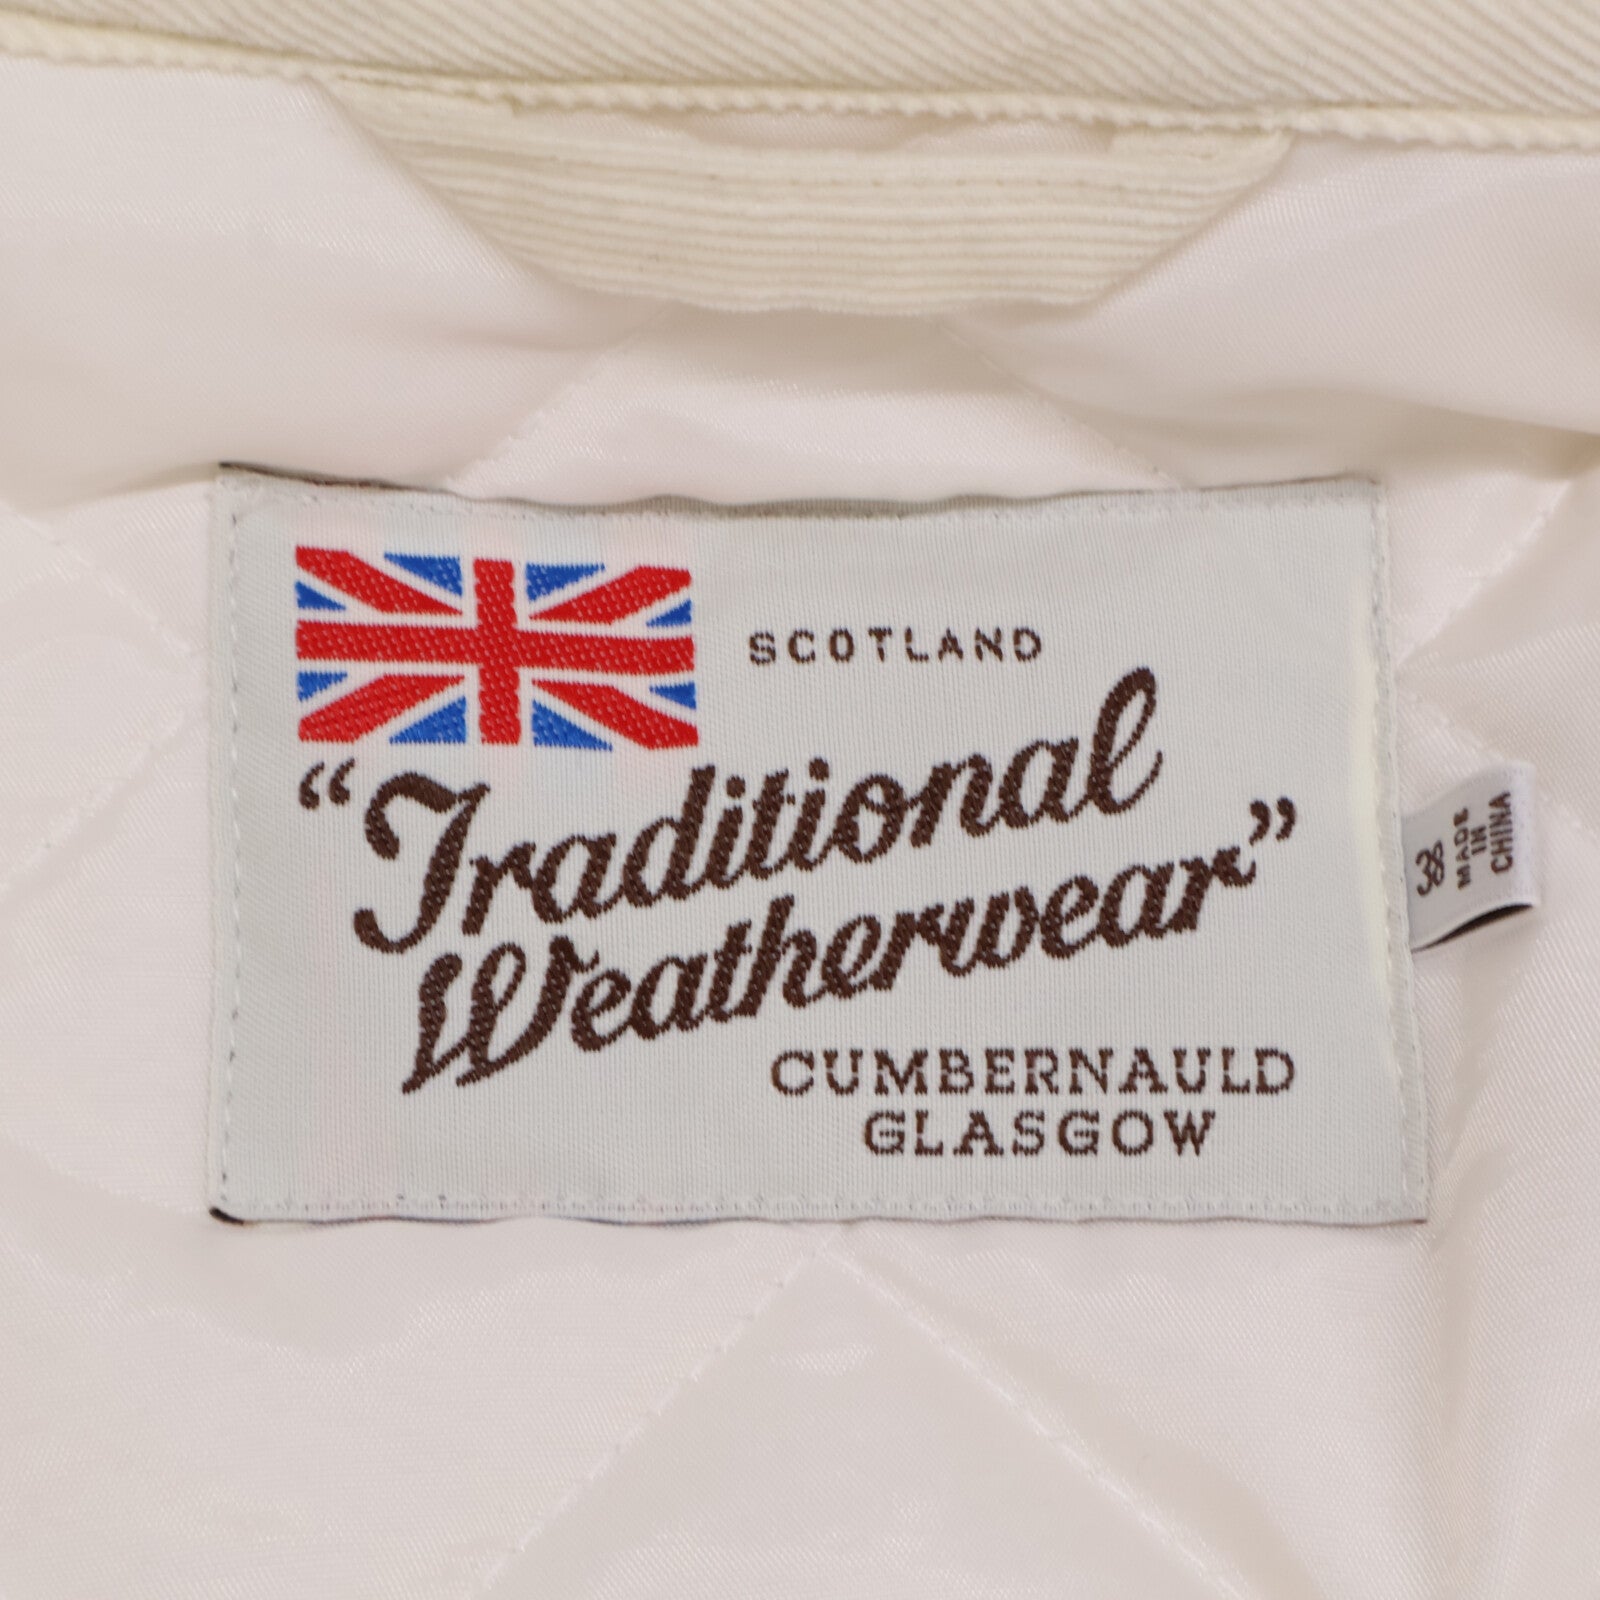 SCOTLAND
“Traditional
Weatherwear”
CUMBERNAULD
GLASGOW
38
MADE
IN
CHINA